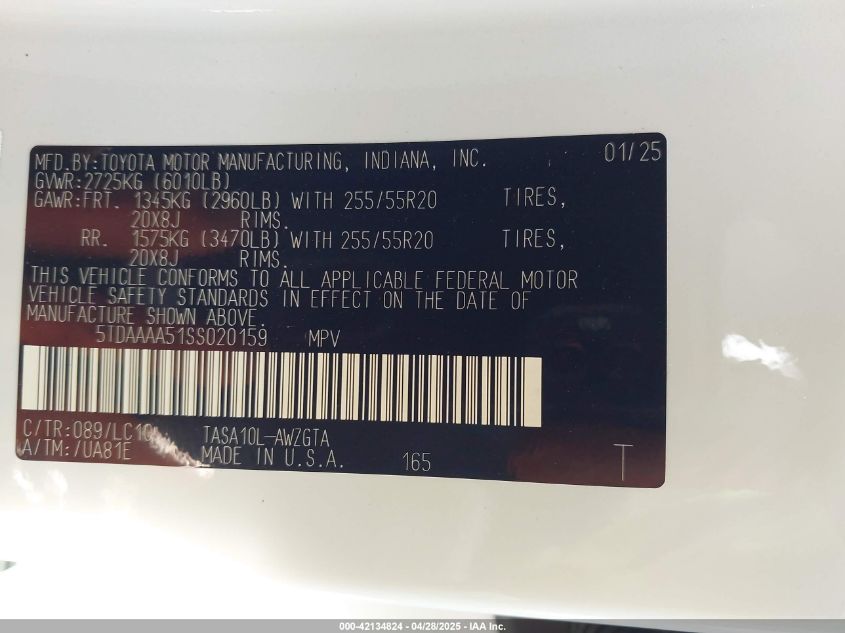 MFD.BY:TOYOTA MOTOR MANUFACTURING, INDIANA, INC. 01/25
GVWR:2725KG (6010LB)
GAWR:FRT. 1345KG (2960LB) WITH 255/55R20 TIRES,
20X8J RIMS.
RR. 1575KG (3470LB) WITH 255/55R20 TIRES,
20X8J RIMS.
THIS VEHICLE CONFORMS TO ALL APPLICABLE FEDERAL MOTOR
VEHICLE SAFETY STANDARDS IN EFFECT ON THE DATE OF
MANUFACTURE SHOWN ABOVE.
5TDAAAA51SS020159 MPV
C/TR:089/LC10 TASA10L-AWZGTA
A/TM:/UA81E MADE IN U.S.A. 165 T
000-42134824 - 04/28/2025 - IAA Inc.